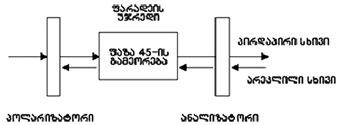 ფარადეის
უჯრედი
ფაზა 45-ის
გამეორება
პირდაპირი სხივი
არეკლილი სხივი
პოლარიზატორი
ანალიზატორი